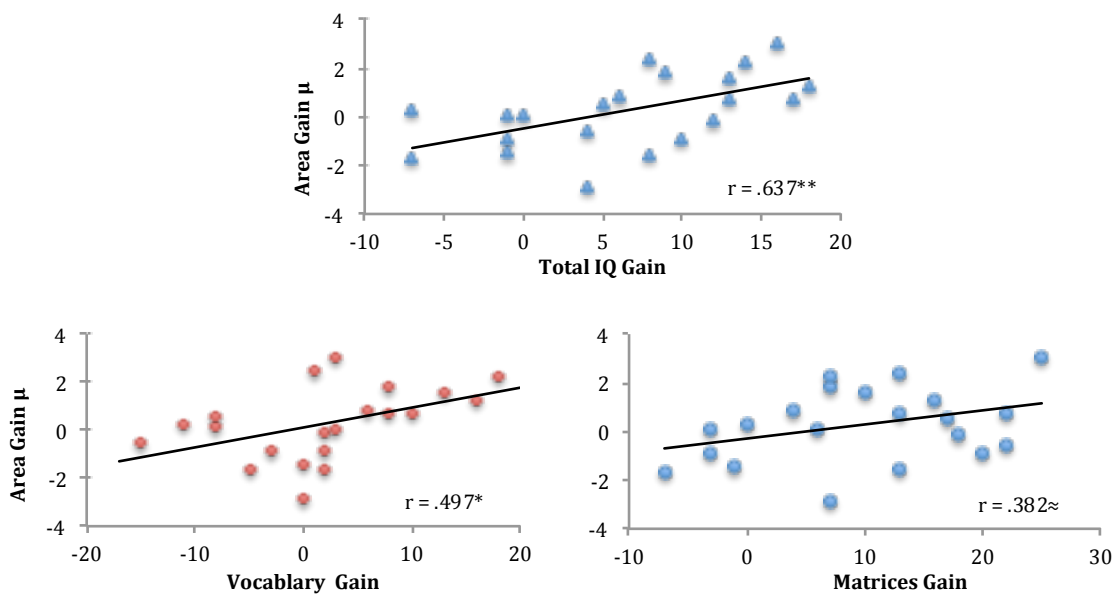 4
2
0
-2
-4
Area Gain μ
r = .637**
-10 -5 0 5 10 15 20
Total IQ Gain
4
2
0
-2
-4
Area Gain μ
r = .497*
-20 -10 0 10 20
Vocablary Gain
4
2
0
-2
-4
r = .382≈
-10 0 10 20 30
Matrices Gain